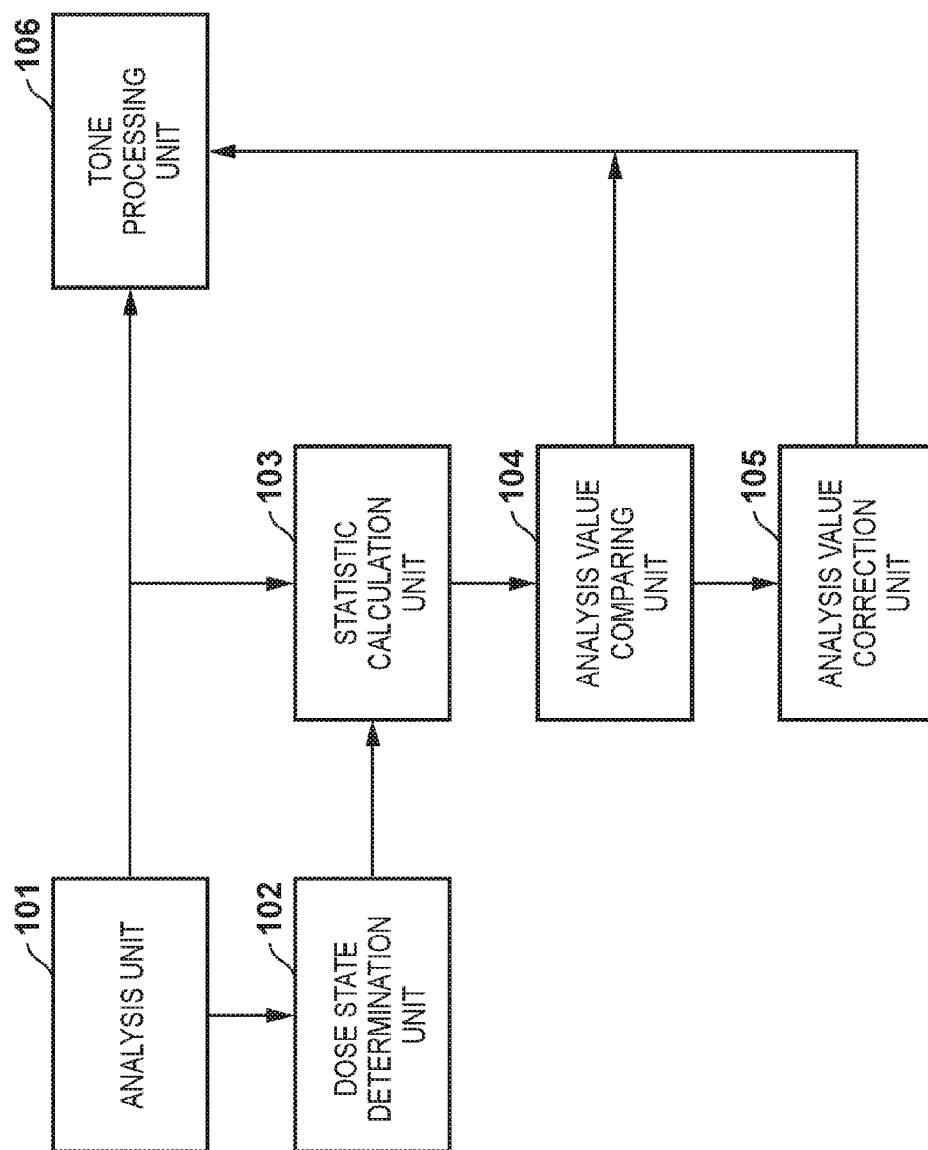 101
ANALYSIS UNIT
102
DOSE STATE
DETERMINATION
UNIT
103
STATISTIC
CALCULATION
UNIT
104
ANALYSIS VALUE
COMPARING
UNIT
105
ANALYSIS VALUE
CORRECTION
UNIT
106
TONE
PROCESSING
UNIT